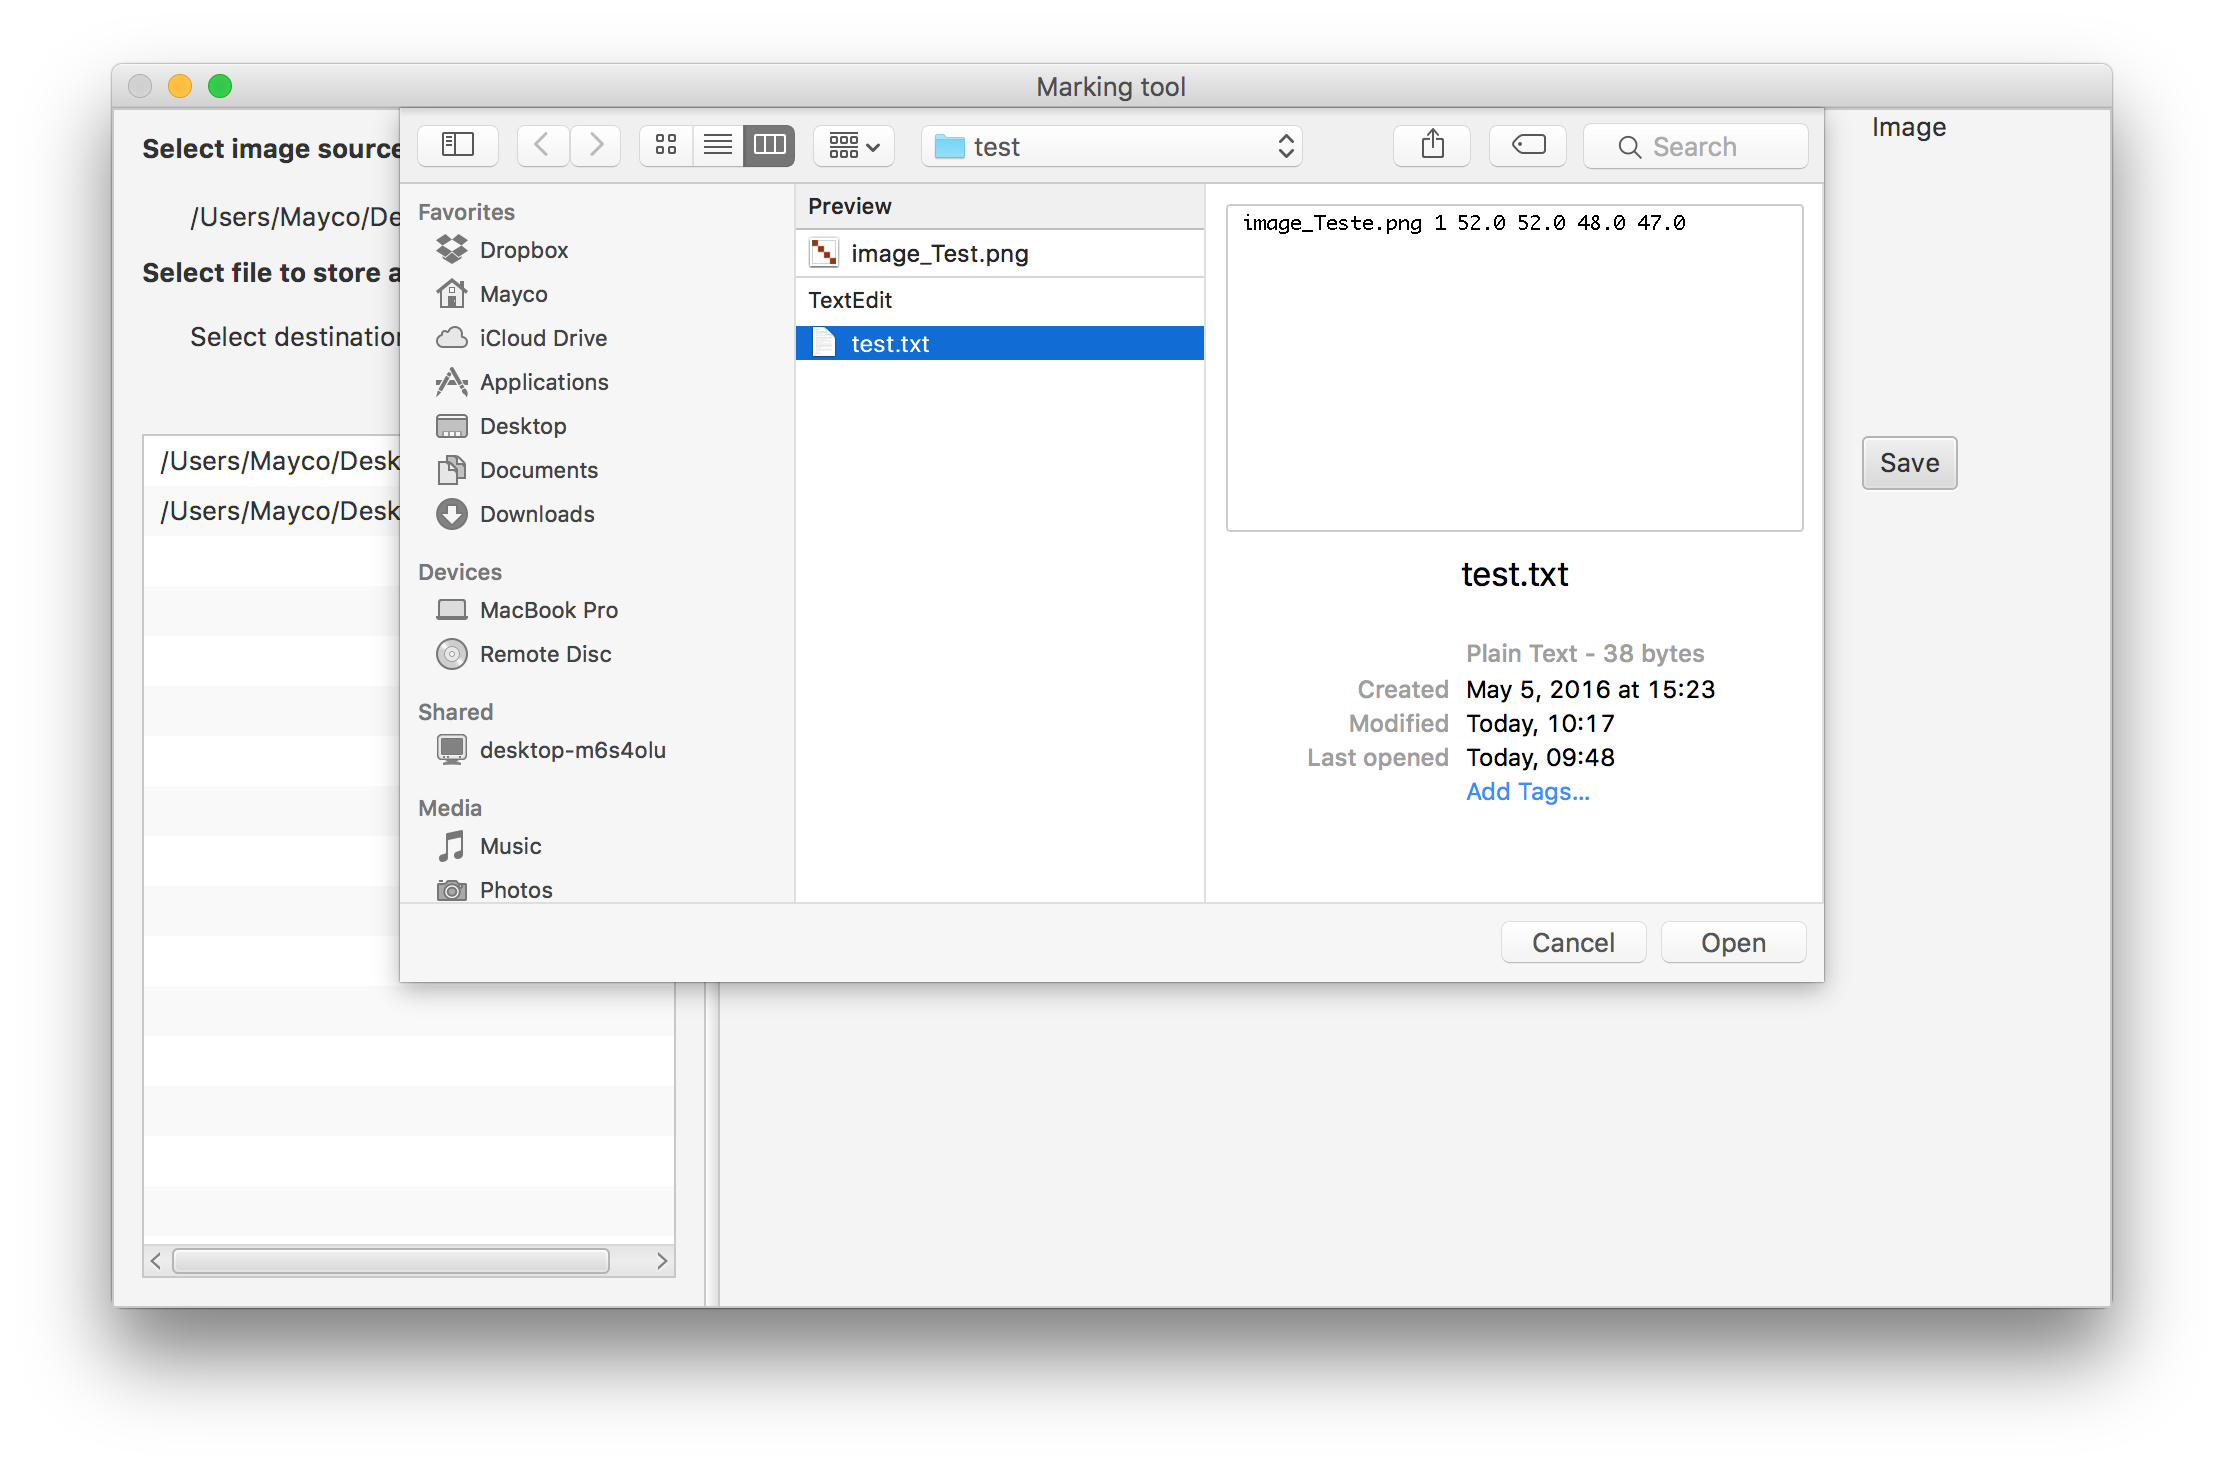 Marking tool
Select image source
/Users/Mayco/De
Select file to store a
Select destination
/Users/Mayco/Desk
/Users/Mayco/Desk
test
Search
Favorites
Dropbox
Mayco
iCloud Drive
Applications
Desktop
Documents
Downloads
Devices
MacBook Pro
Remote Disc
Shared
desktop-m6s4olu
Media
Music
Photos
Preview
image_Test.png
TextEdit
test.txt
image_Teste.png 1 52.0 52.0 48.0 47.0
test.txt
Plain Text - 38 bytes
Created May 5, 2016 at 15:23
Modified Today, 10:17
Last opened Today, 09:48
Add Tags...
Cancel
Open
Image
Save